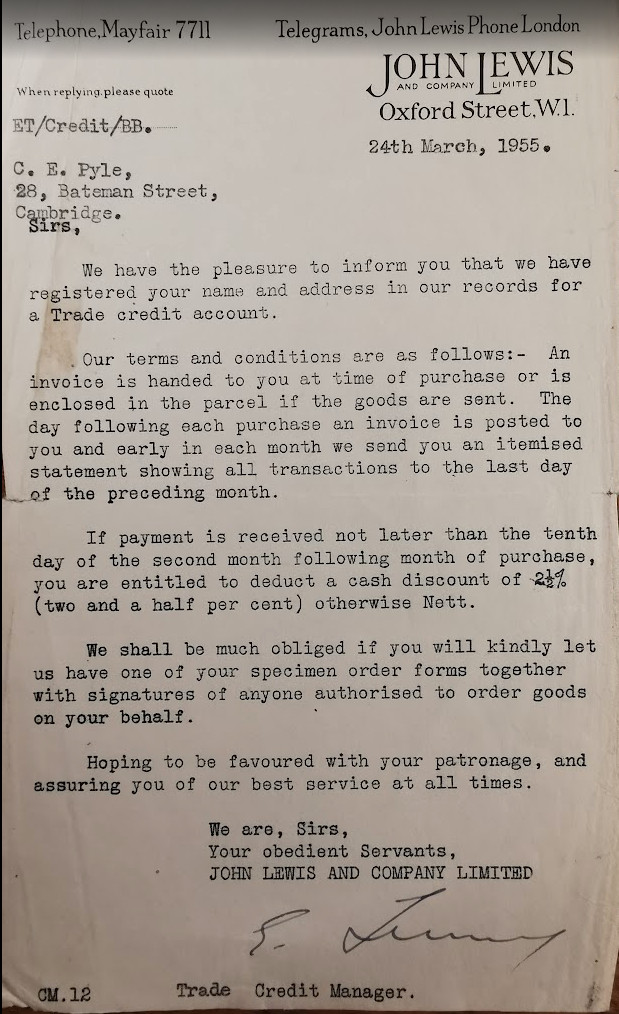 Telephone, Mayfair 7711 Telegrams, John Lewis Phone London
JOHN LEWIS
AND COMPANY LIMITED
When replying, please quote
Oxford Street, W.1.
ET/Credit/BB.
24th March, 1955.
C. E. Pyle,
28, Bateman Street,
Cambridge.
Sirs,
We have the pleasure to inform you that we have
registered your name and address in our records for
a Trade credit account.
Our terms and conditions are as follows:- An
invoice is handed to you at time of purchase or is
enclosed in the parcel if the goods are sent. The
day following each purchase an invoice is posted to
you and early in each month we send you an itemised
statement showing all transactions to the last day
of the preceding month.
If payment is received not later than the tenth
day of the second month following month of purchase,
you are entitled to deduct a cash discount of 2½%
(two and a half per cent) otherwise Nett.
We shall be much obliged if you will kindly let
us have one of your specimen order forms together
with signatures of anyone authorised to order goods
on your behalf.
Hoping to be favoured with your patronage, and
assuring you of our best service at all times.
We are, Sirs,
Your obedient Servants,
JOHN LEWIS AND COMPANY LIMITED
E.
CM.12 Trade Credit Manager.